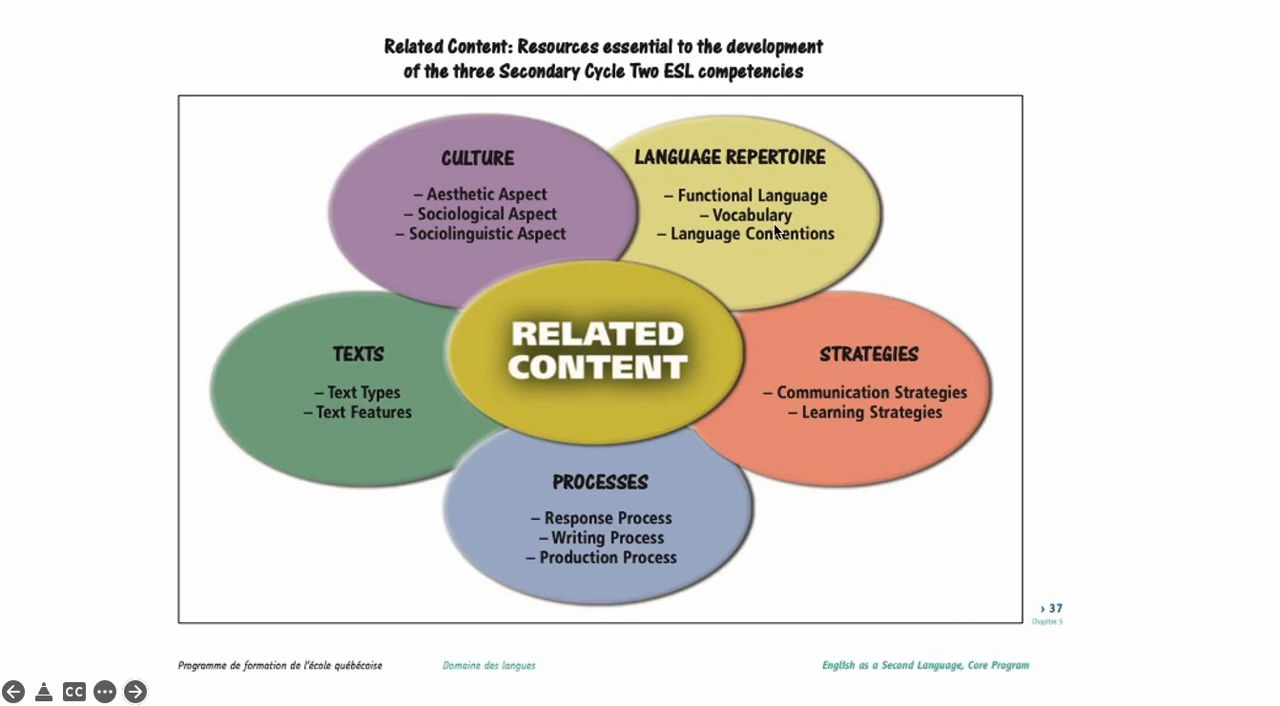 Related Content: Resources essential to the development
of the three Secondary Cycle Two ESL competencies
CULTURE
– Aesthetic Aspect
– Sociological Aspect
– Sociolinguistic Aspect
LANGUAGE REPERTOIRE
– Functional Language
– Vocabulary
– Language Conventions
RELATED
CONTENT
TEXTS
– Text Types
– Text Features
STRATEGIES
– Communication Strategies
– Learning Strategies
PROCESSES
– Response Process
– Writing Process
– Production Process
› 37
Chapitre 5
Programme de formation de l'école québécoise
Domaine des langues
English as a Second Language, Core Program
CC